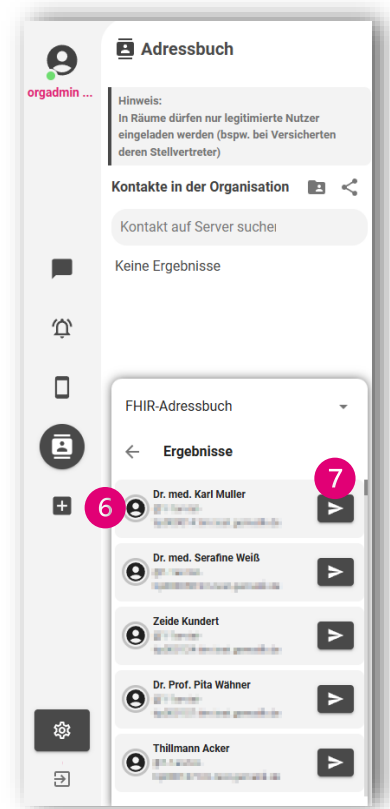 Adressbuch
orgadmin ...
Hinweis:
In Räume dürfen nur legitimierte Nutzer
eingeladen werden (bspw. bei Versicherten
deren Stellvertreter)
Kontakte in der Organisation
Kontakt auf Server suchen
Keine Ergebnisse
FHIR-Adressbuch
Ergebnisse
7
6
Dr. med. Karl Muller
Dr. med. Serafine Weiß
Zeide Kundert
Dr. Prof. Pita Wähner
Thillmann Acker